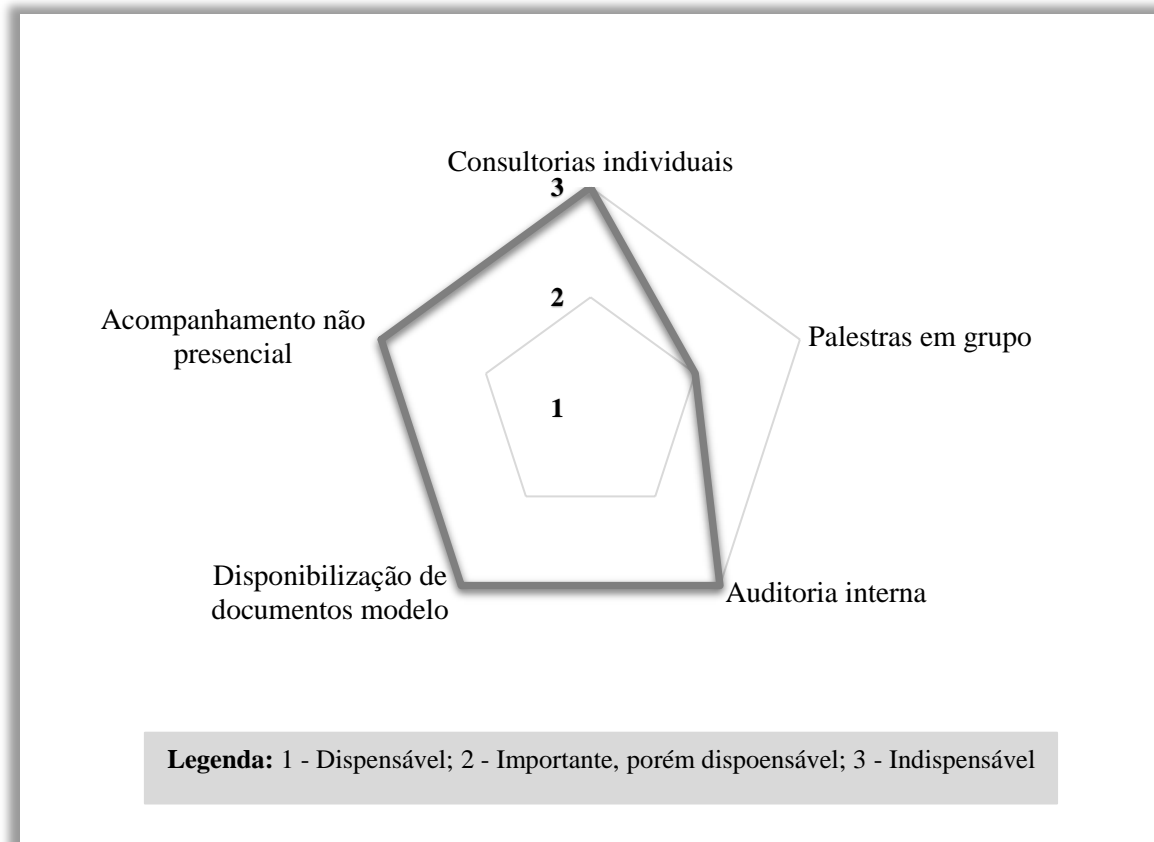 Consultorias individuais
3
2
Acompanhamento não
presencial
Palestras em grupo
1
Disponibilização de
documentos modelo
Auditoria interna
Legenda: 1 - Dispensável; 2 - Importante, porém dispoensável; 3 - Indispensável